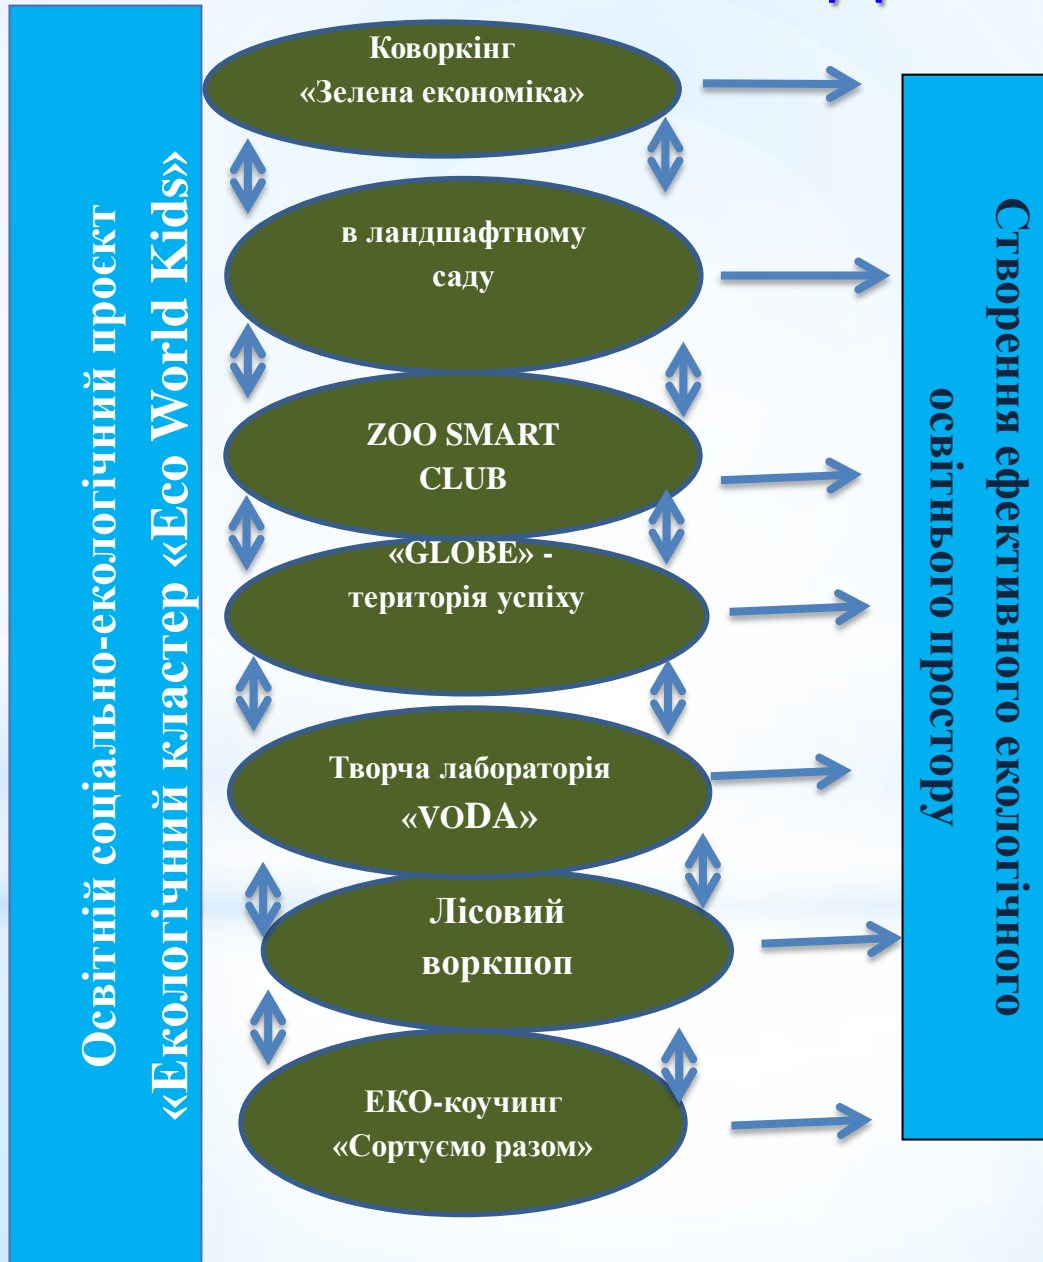 Освітній соціально-екологічний проєкт
«Екологічний кластер «Eco World Kids»
Коворкінг
«Зелена економіка»
в ландшафтному
саду
ZOO SMART
CLUB
«GLOBE» -
територія успіху
Творча лабораторія
«VODA»
Лісовий
воркшоп
ЕКО-коучинг
«Сортуємо разом»
Створення ефективного екологічного
освітнього простору